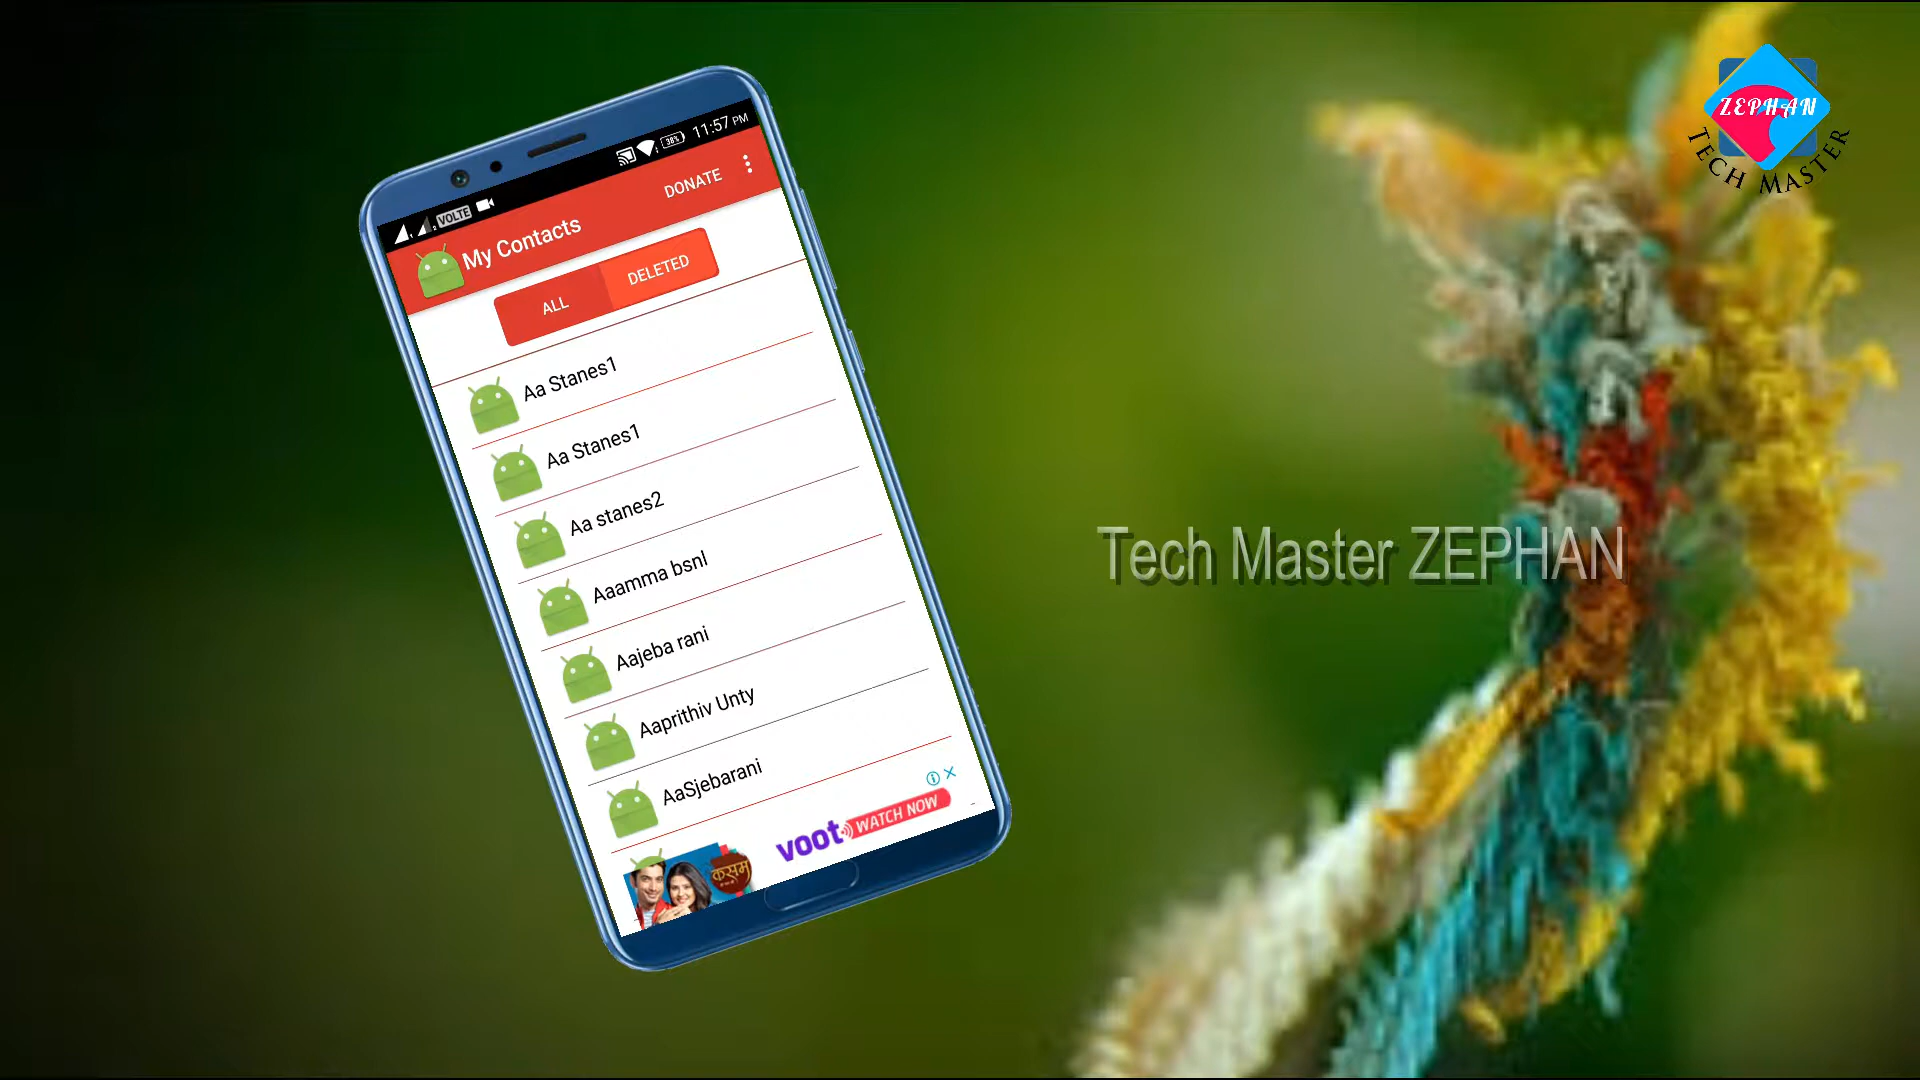 VOLTE
38%
11:57 PM
My Contacts
DONATE
ALL
DELETED
Aa Stanes1
Aa Stanes1
Aa stanes2
Aaamma bsnl
Aajeba rani
Aaprithiv Unty
AaSjebarani
कसम
voot
WATCH NOW
Tech Master ZEPHAN
ZEPHAN
TECH MASTER